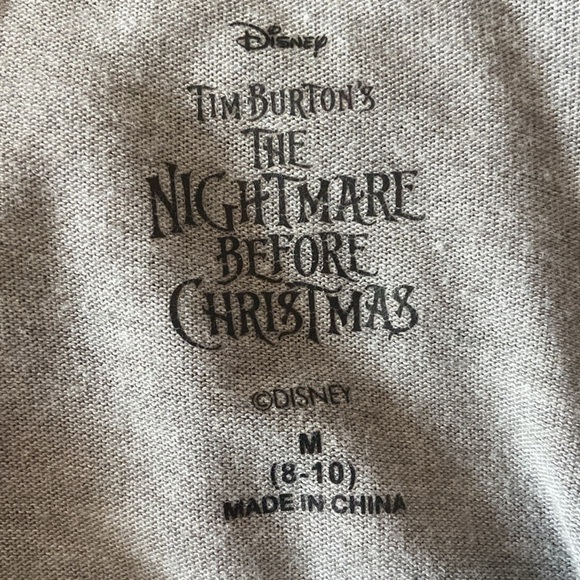 Disney
TIM BURTON'S
THE
NIGHTMARE
BEFORE
CHRISTMAS
©DISNEY
M
(8-10)
MADE IN CHINA